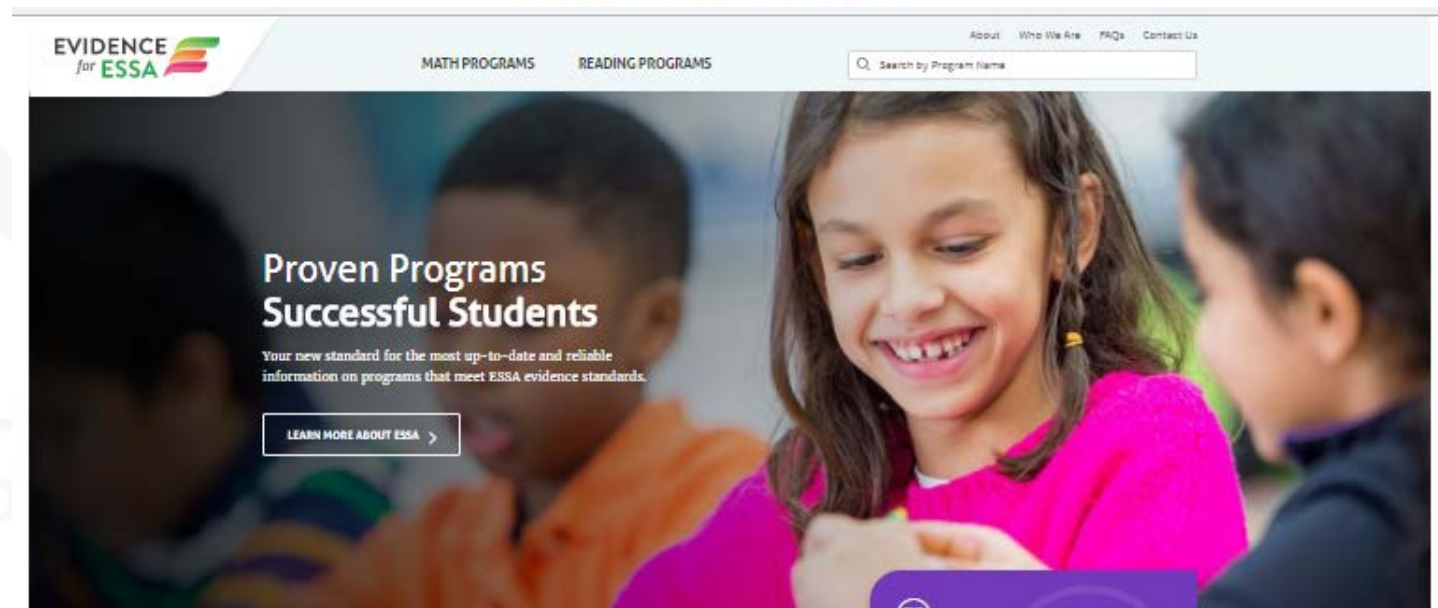 EVIDENCE
for ESSA
MATH PROGRAMS
READING PROGRAMS
About Who We Are FAQs Contact Us
Search by Program Name
Proven Programs
Successful Students
Your new standard for the most up-to-date and reliable
information on programs that meet ESSA evidence standards.
LEARN MORE ABOUT ESSA